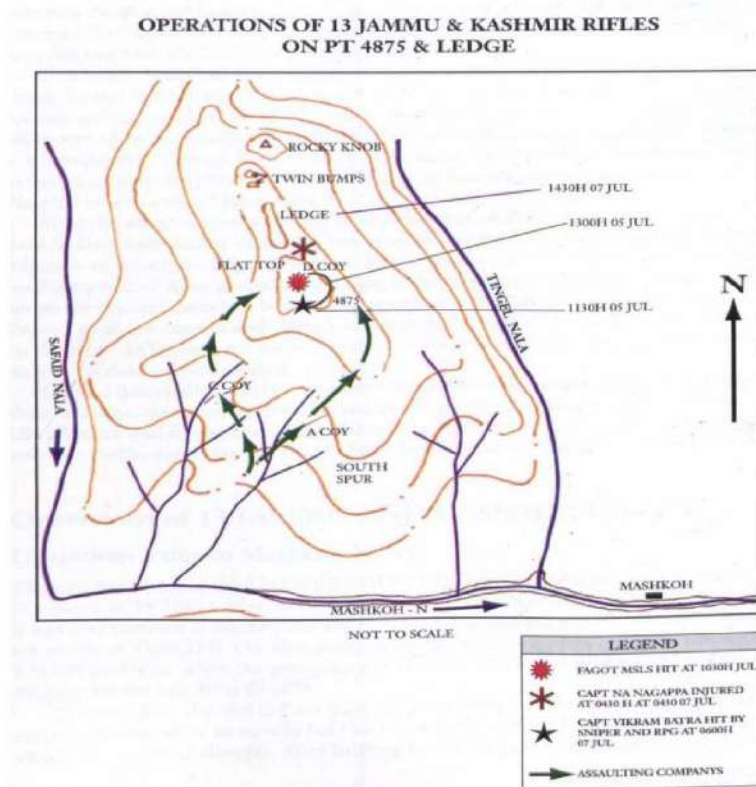 OPERATIONS OF 13 JAMMU & KASHMIR RIFLES
ON PT 4875 & LEDGE
ROCKY KNOB
TWIN BUMPS
1430H 07 JUL
LEDGE
1300H 05 JUL
FLAT TOP
D COY
4875
1130H 05 JUL
TINGEL NALA
N
SAFAID NALA
C COY
A COY
SOUTH
SPUR
MASHKOH
MASHKOH - N
NOT TO SCALE
LEGEND
FAGOT MSLS HIT AT 1010H JUL
CAPT NA NAGAPPA INJURED
AT 0430 H AT 0430 07 JUL
CAPT VIKRAM BATRA HIT BY
SNIPER AND RPG AT 0600H
07 JUL
ASSAULTING COMPANYS